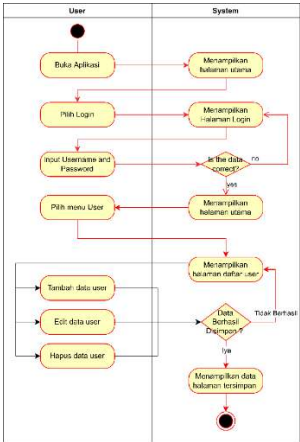 User
System
Buka Aplikasi
Menampilkan
halaman utama
Pilih Login
Menampilkan
Halaman Login
Input Username and
Password
Is the data
correct?
no
yes
Pilih menu User
Menampilkan
halaman utama
Menampilkan
halaman daftar user
Tambah data user
Edit data user
Hapus data user
Data
Berhasil
Disimpan ?
Tidak Berhasil
Iya
Menampilkan data
halaman tersimpan